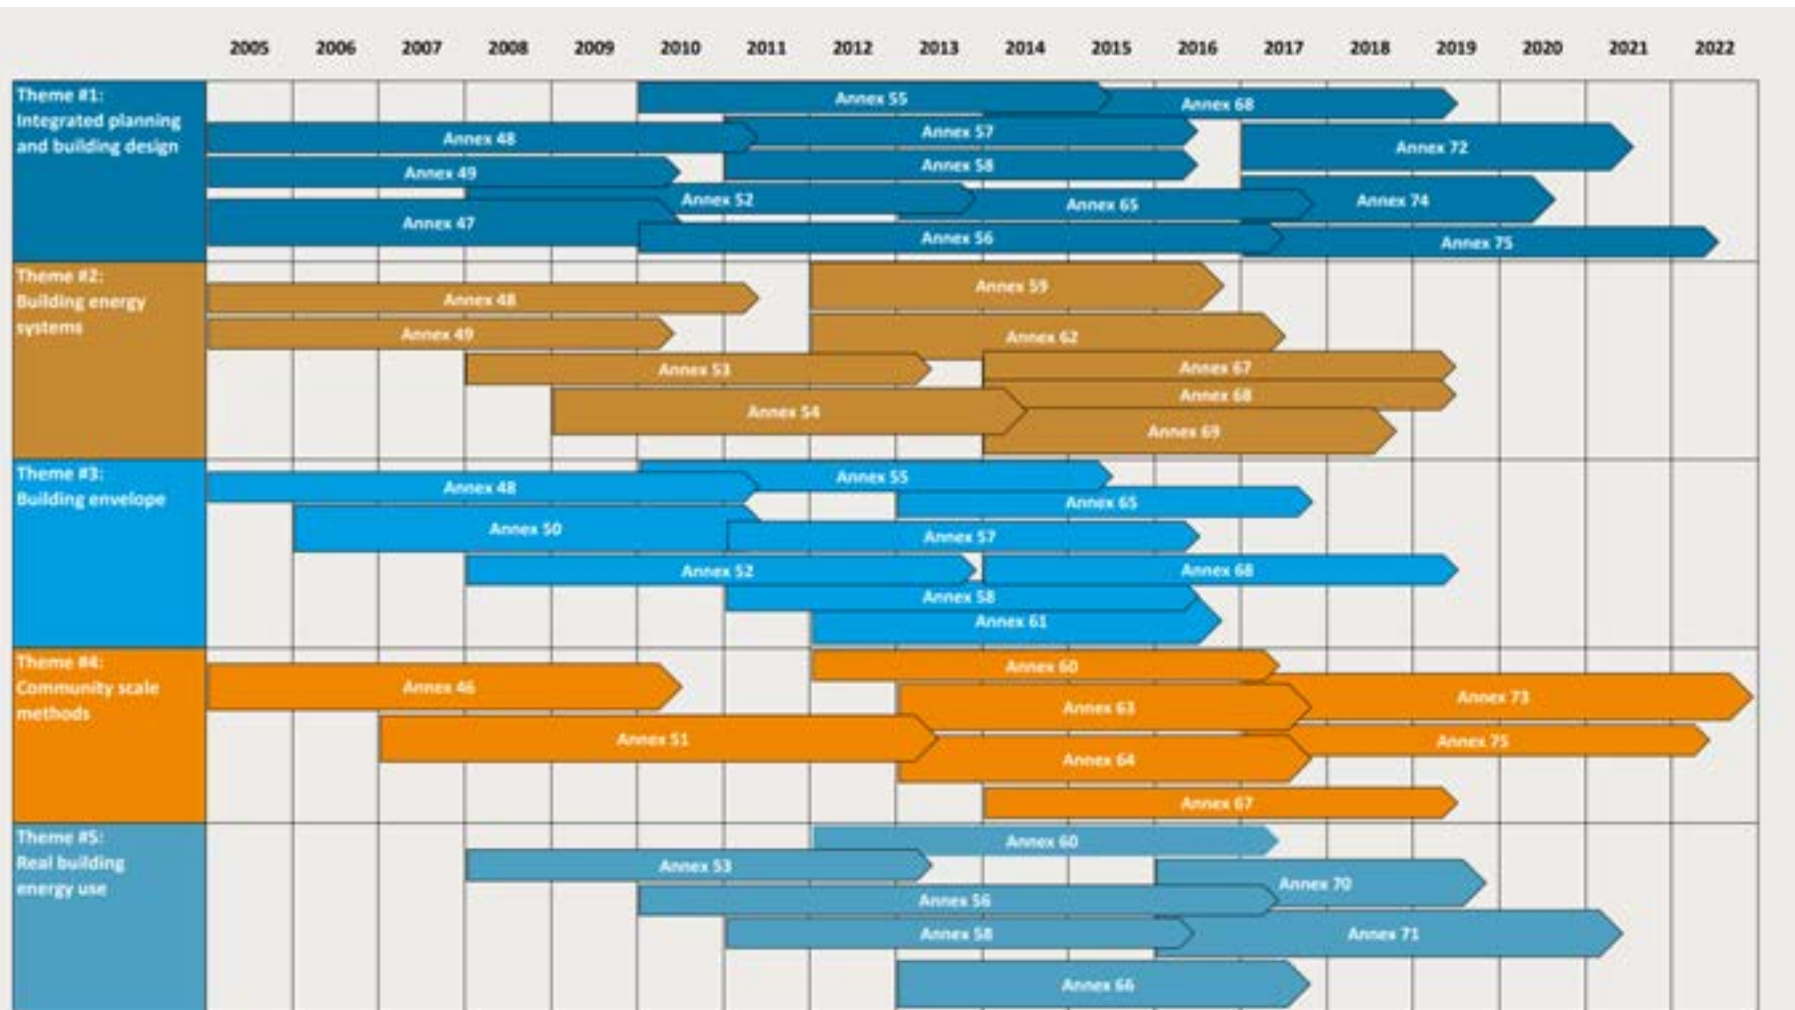 2005 2006 2007 2008 2009 2010 2011 2012 2013 2014 2015 2016 2017 2018 2019 2020 2021 2022
Theme #1:
Integrated planning
and building design
Annex 55
Annex 68
Annex 57
Annex 48
Annex 72
Annex 58
Annex 49
Annex 52
Annex 65
Annex 74
Annex 47
Annex 56
Annex 75
Theme #2:
Building energy
systems
Annex 59
Annex 48
Annex 49
Annex 62
Annex 53
Annex 67
Annex 68
Annex 54
Annex 69
Theme #3:
Building envelope
Annex 55
Annex 48
Annex 65
Annex 50
Annex 57
Annex 52
Annex 68
Annex 58
Annex 61
Theme #4:
Community scale
methods
Annex 60
Annex 46
Annex 73
Annex 63
Annex 51
Annex 75
Annex 64
Annex 67
Theme #5:
Real building
energy use
Annex 60
Annex 53
Annex 70
Annex 56
Annex 58
Annex 71
Annex 66